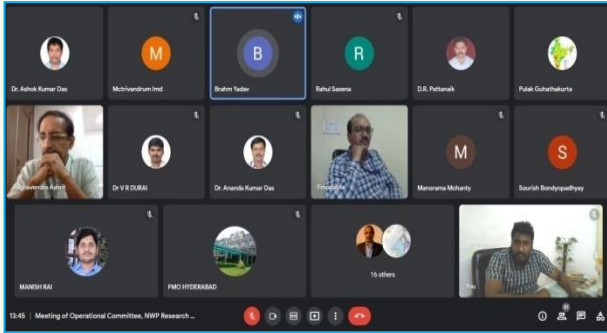 Dr. Ashok Kumar Das
M
Mctrivandrum Imd
B
Brahm Yadav
R
Rahul Saxena
D.R. Pattanaik
Pulak Guhathakurta
Raghavendra Ashrit
Dr V R DURAI
Dr. Ananda Kumar Das
M
Manorama Mohanty
S
Sourish Bondyopadhyay
MANISH RAI
FMO HYDERABAD
16 others
You
13:45 | Meeting of Operational Committee, NWP Research ...